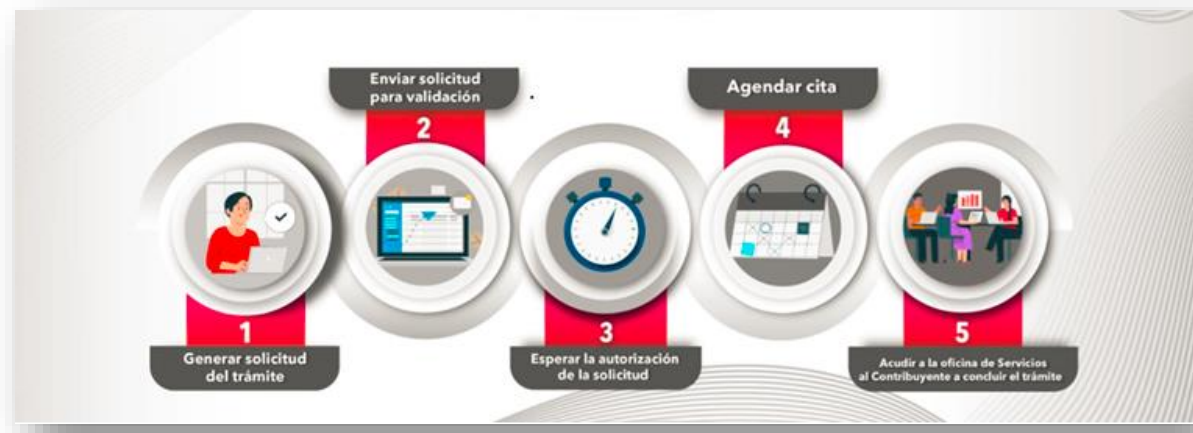 1
Generar solicitud
del trámite
Enviar solicitud
para validación
2
3
Esperar la autorización
de la solicitud
Agendar cita
4
5
Acudir a la oficina de Servicios
al Contribuyente a concluir el trámite